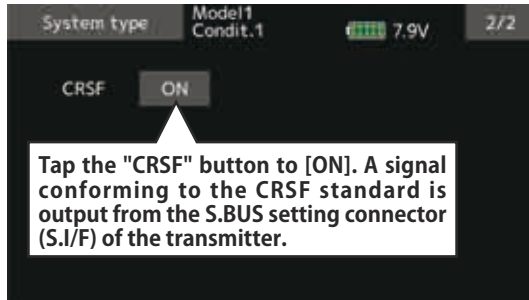 System type Model1 2/2
Condit.1 7.9V
CRSF ON
Tap the "CRSF" button to [ON]. A signal
conforming to the CRSF standard is
output from the S.BUS setting connector
(S.I/F) of the transmitter.